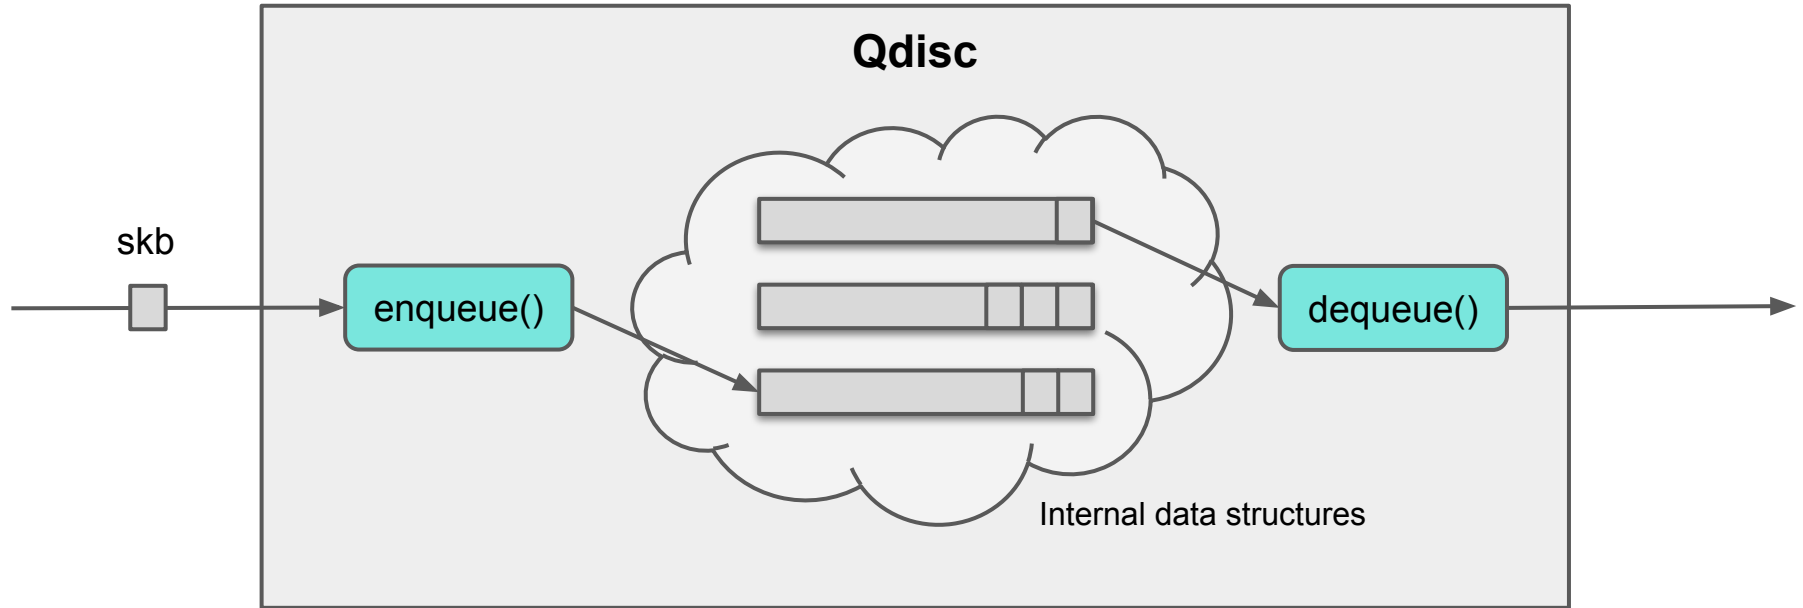 Qdisc
skb
enqueue()
dequeue()
Internal data structures